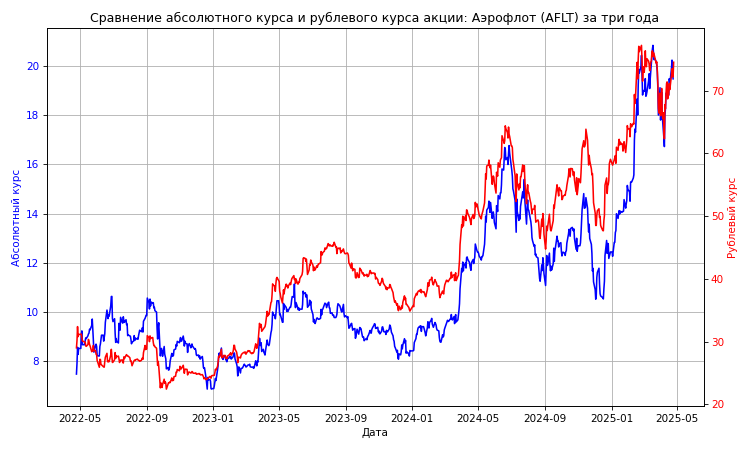 Сравнение абсолютного курса и рублевого курса акции: Аэрофлот (AFLT) за три года
Абсолютный курс
20
18
16
14
12
10
8
70
60
50
40
30
20
Рублевый курс
2022-05 2022-09 2023-01 2023-05 2023-09 2024-01 2024-05 2024-09 2025-01 2025-05
Дата